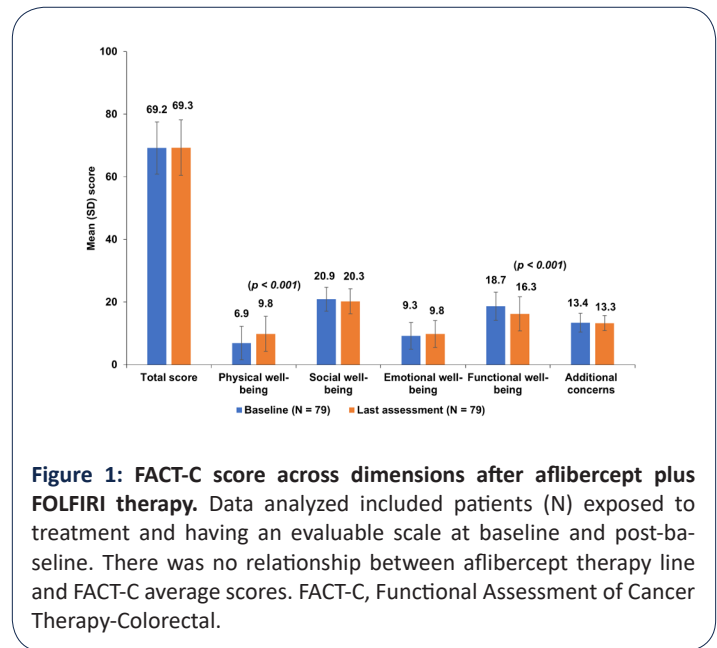 100
80
60
40
20
0
Mean (SD) score
69.2 69.3
6.9 9.8
(p < 0.001)
20.9 20.3
9.3 9.8
18.7 16.3
(p < 0.001)
13.4 13.3
Total score
Physical well-
being
Social well-
being
Emotional well-
being
Functional well-
being
Additional
concerns
Baseline (N = 79) Last assessment (N = 79)
Figure 1: FACT-C score across dimensions after aflibercept plus
FOLFIRI therapy. Data analyzed included patients (N) exposed to
treatment and having an evaluable scale at baseline and post-ba-
seline. There was no relationship between aflibercept therapy line
and FACT-C average scores. FACT-C, Functional Assessment of Cancer
Therapy-Colorectal.